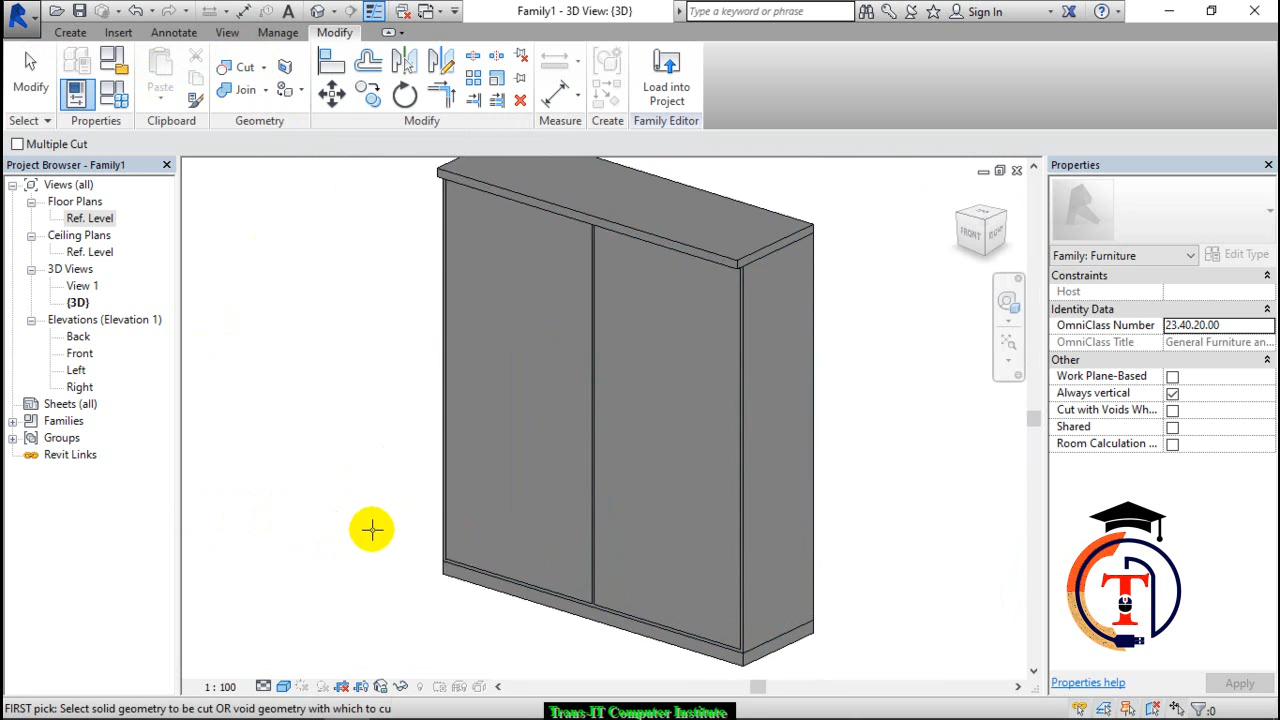 Family1 - 3D View: {3D}
Type a keyword or phrase
Sign In
Create
Insert
Annotate
View
Manage
Modify
Modify
Paste
Cut
Join
Load into
Project
Select
Properties
Clipboard
Geometry
Modify
Measure
Create
Family Editor
Multiple Cut
Project Browser - Family1
Views (all)
Floor Plans
Ref. Level
Ceiling Plans
Ref. Level
3D Views
View 1
{3D}
Elevations (Elevation 1)
Back
Front
Left
Right
Sheets (all)
Families
Groups
Revit Links
FRONT
RIGHT
Properties
Family: Furniture
Edit Type
Constraints
Host
Identity Data
OmniClass Number
23.40.20.00
OmniClass Title
General Furniture an...
Other
Work Plane-Based
Always vertical
Cut with Voids Wh...
Shared
Room Calculation ...
T
Properties help
Apply
1 : 100
FIRST pick: Select solid geometry to be cut OR void geometry with which to cu
:0
Trans-IT Computer Institute